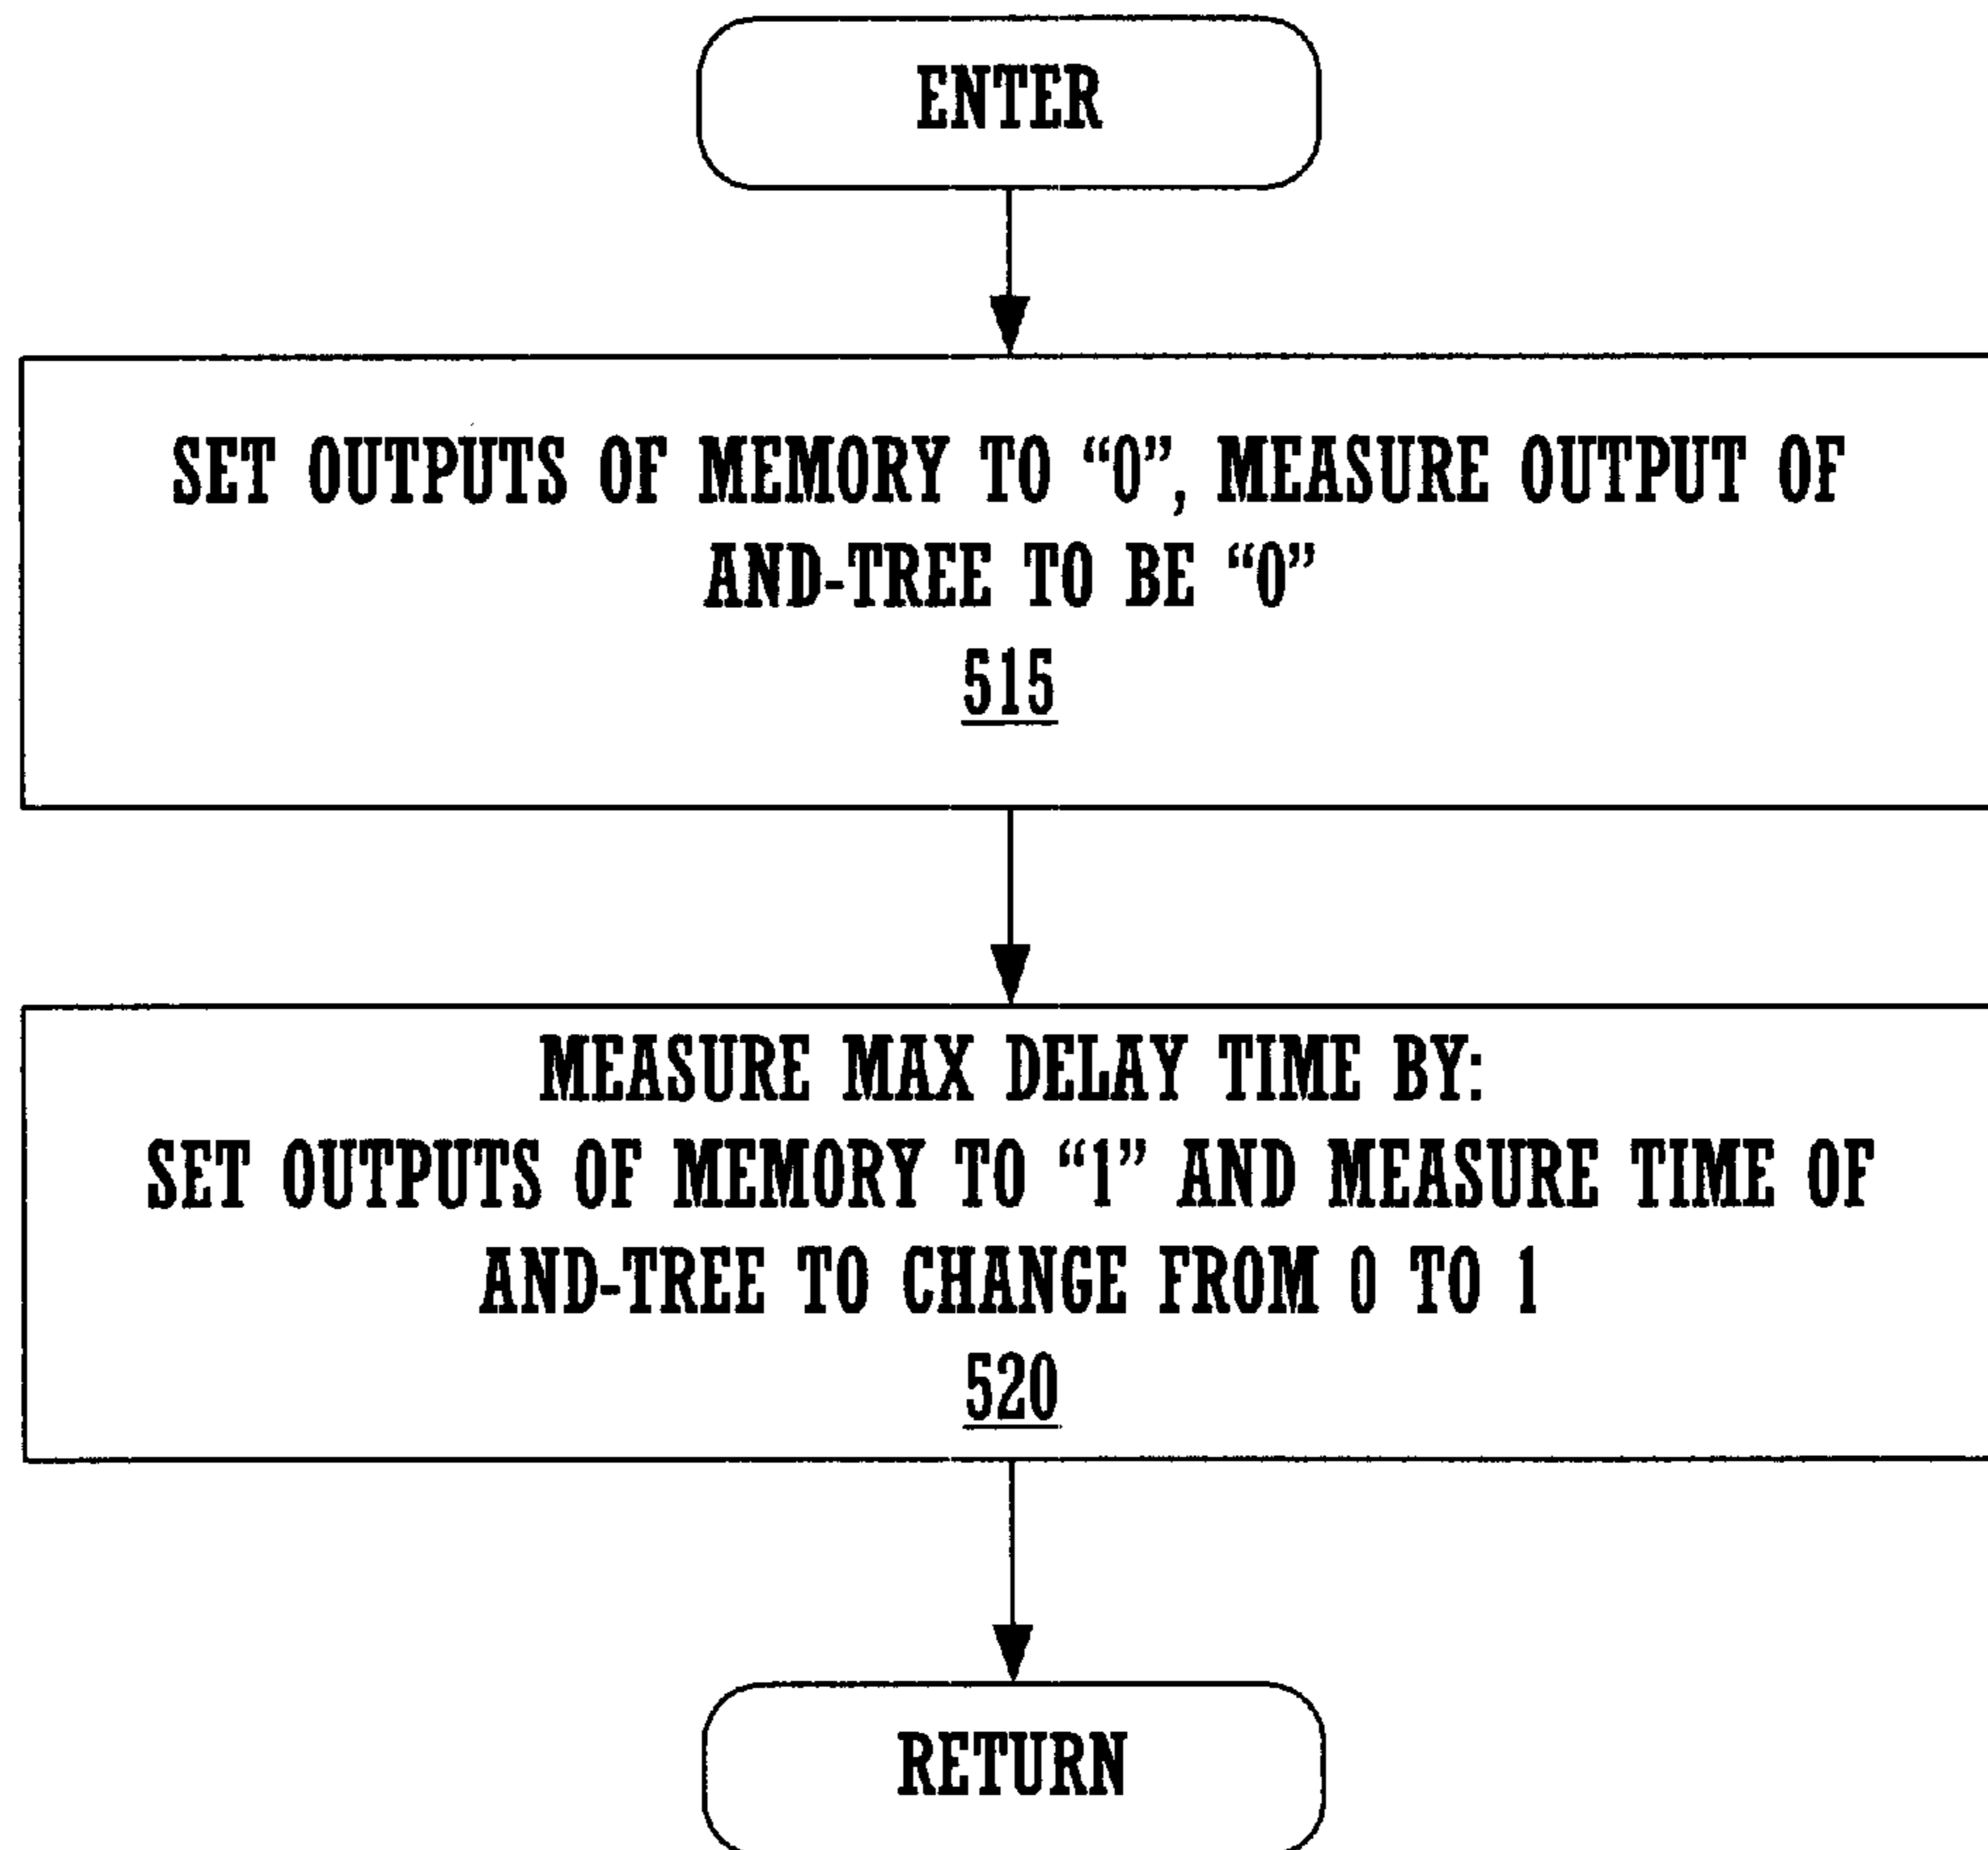 ENTER
SET OUTPUTS OF MEMORY TO “0”, MEASURE OUTPUT OF
AND-TREE TO BE “0”
515
MEASURE MAX DELAY TIME BY:
SET OUTPUTS OF MEMORY TO “1” AND MEASURE TIME OF
AND-TREE TO CHANGE FROM 0 TO 1
520
RETURN